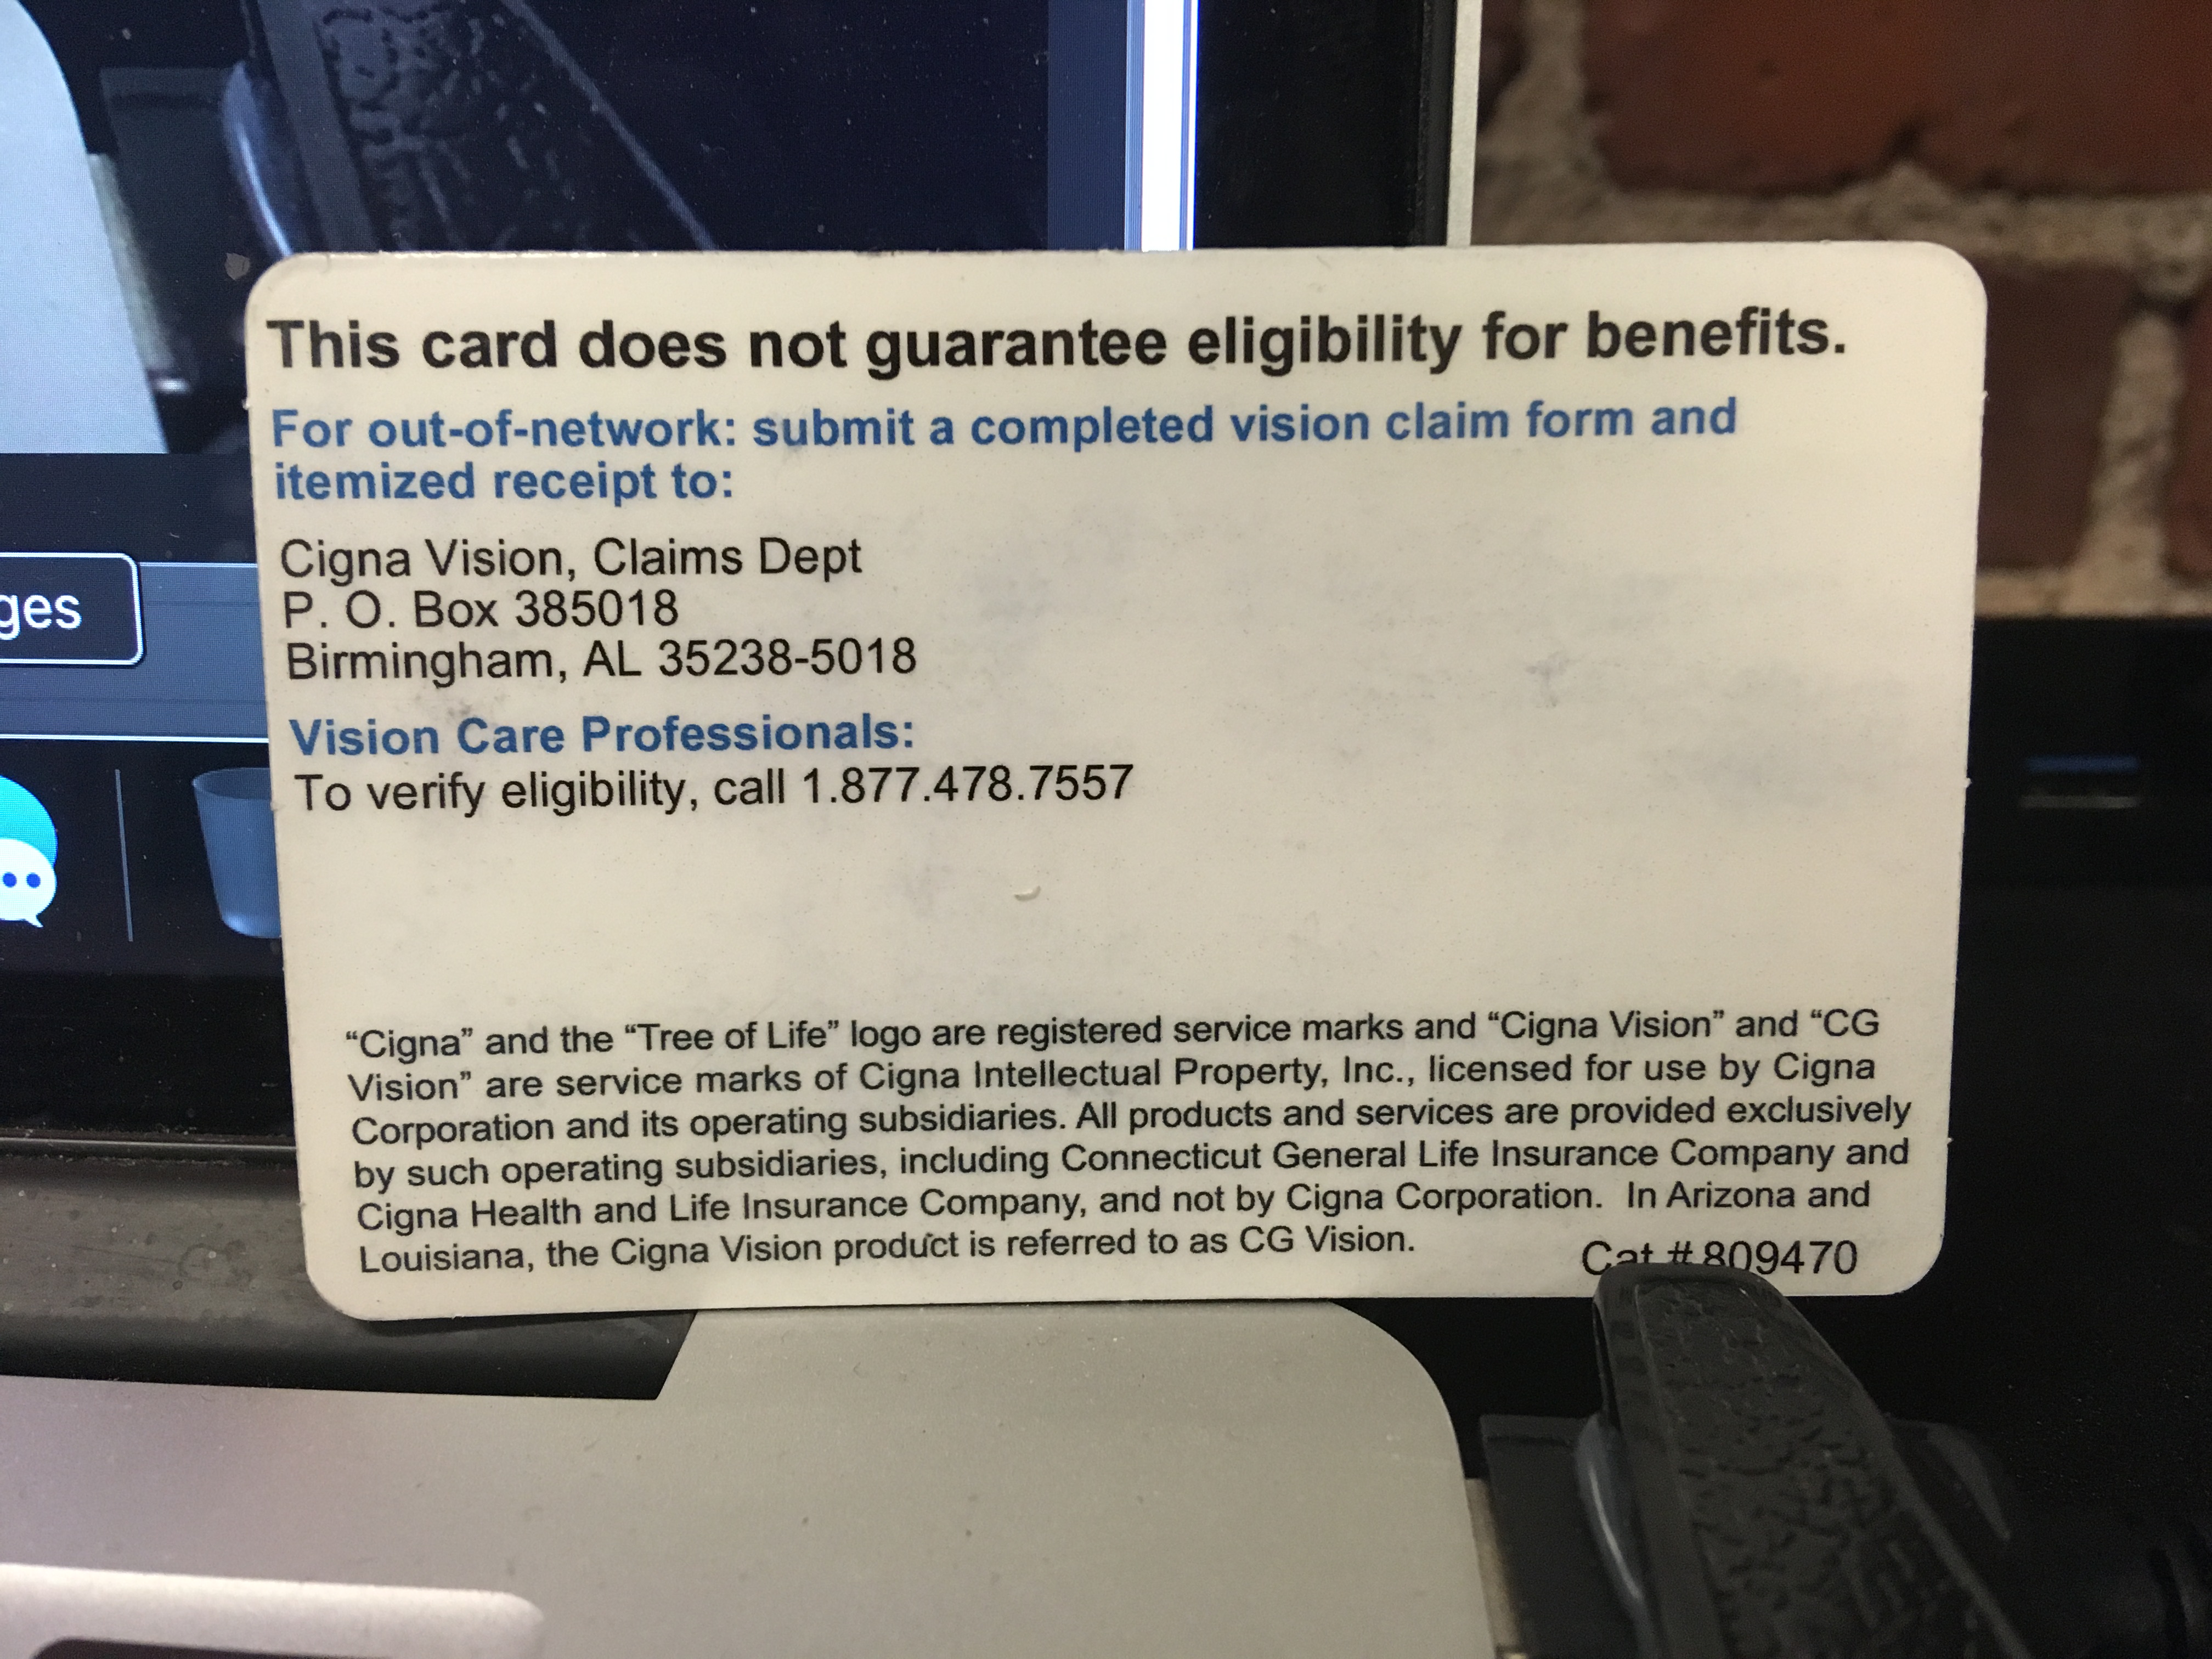 This card does not guarantee eligibility for benefits.
For out-of-network: submit a completed vision claim form and
itemized receipt to:
Cigna Vision, Claims Dept
P. O. Box 385018
Birmingham, AL 35238-5018
Vision Care Professionals:
To verify eligibility, call 1.877.478.7557
“Cigna” and the “Tree of Life” logo are registered service marks and “Cigna Vision” and “CG
Vision” are service marks of Cigna Intellectual Property, Inc., licensed for use by Cigna
Corporation and its operating subsidiaries. All products and services are provided exclusively
by such operating subsidiaries, including Connecticut General Life Insurance Company and
Cigna Health and Life Insurance Company, and not by Cigna Corporation.  In Arizona and
Louisiana, the Cigna Vision product is referred to as CG Vision.
Cat # 809470
ges